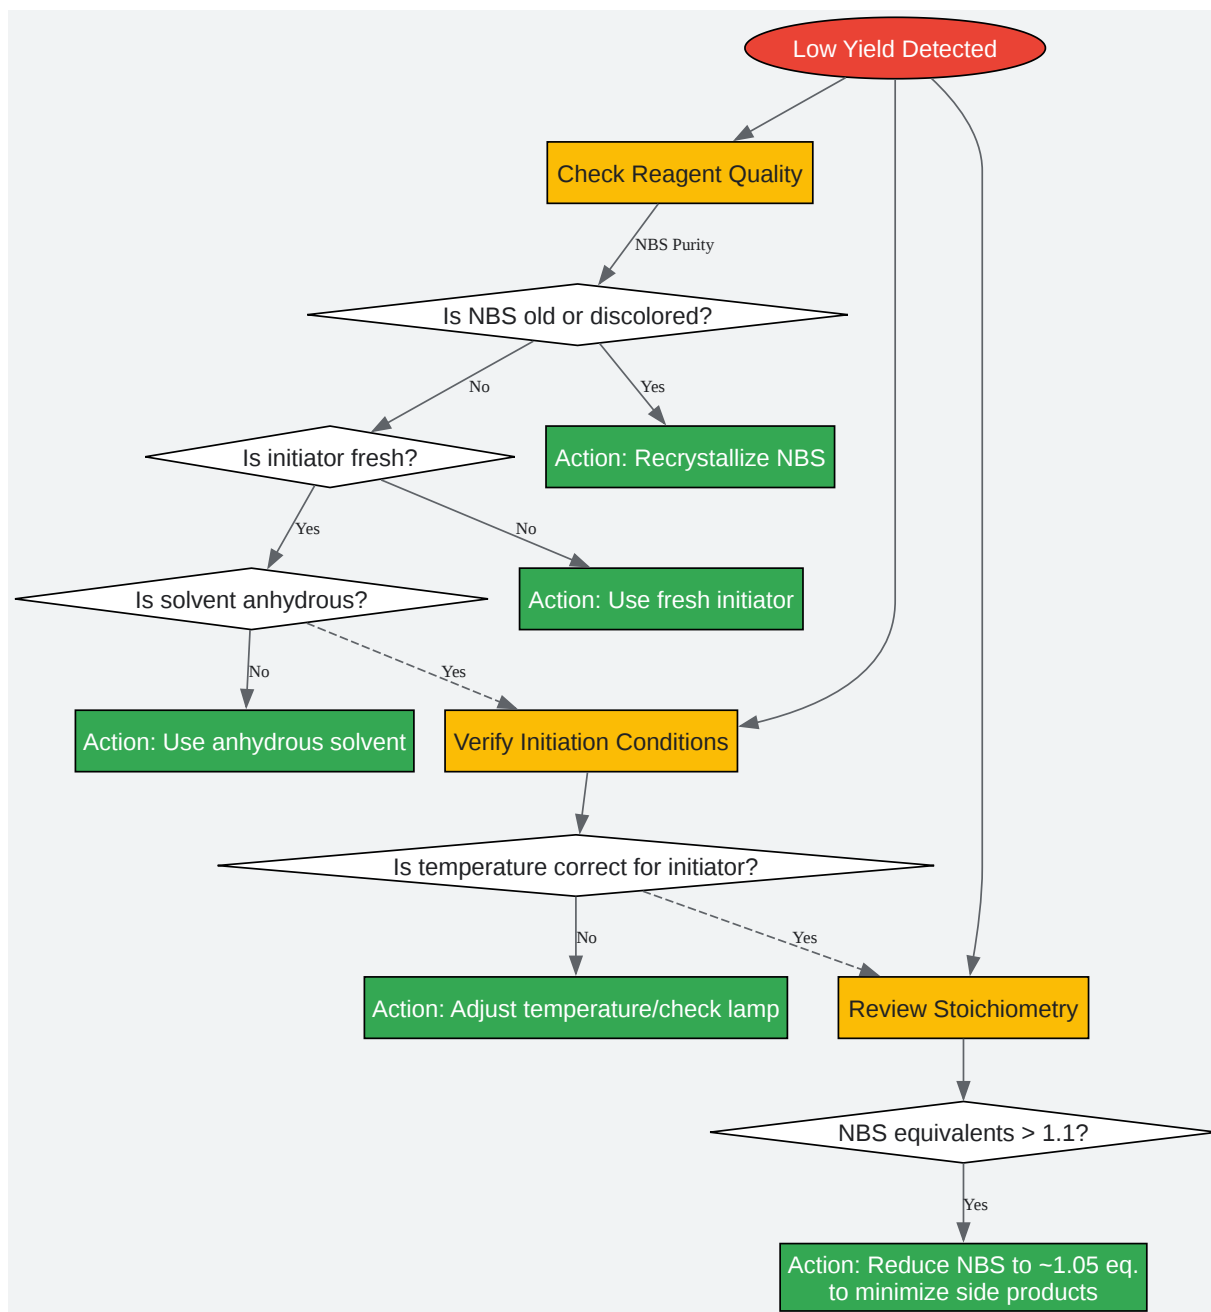 Low Yield Detected
Check Reagent Quality
NBS Purity
Is NBS old or discolored?
No
Yes
Is initiator fresh?
Action: Recrystallize NBS
Yes
No
Is solvent anhydrous?
Action: Use fresh initiator
No
Yes
Action: Use anhydrous solvent
Verify Initiation Conditions
Is temperature correct for initiator?
No
Yes
Action: Adjust temperature/check lamp
Review Stoichiometry
NBS equivalents > 1.1?
Yes
Action: Reduce NBS to ~1.05 eq.
to minimize side products